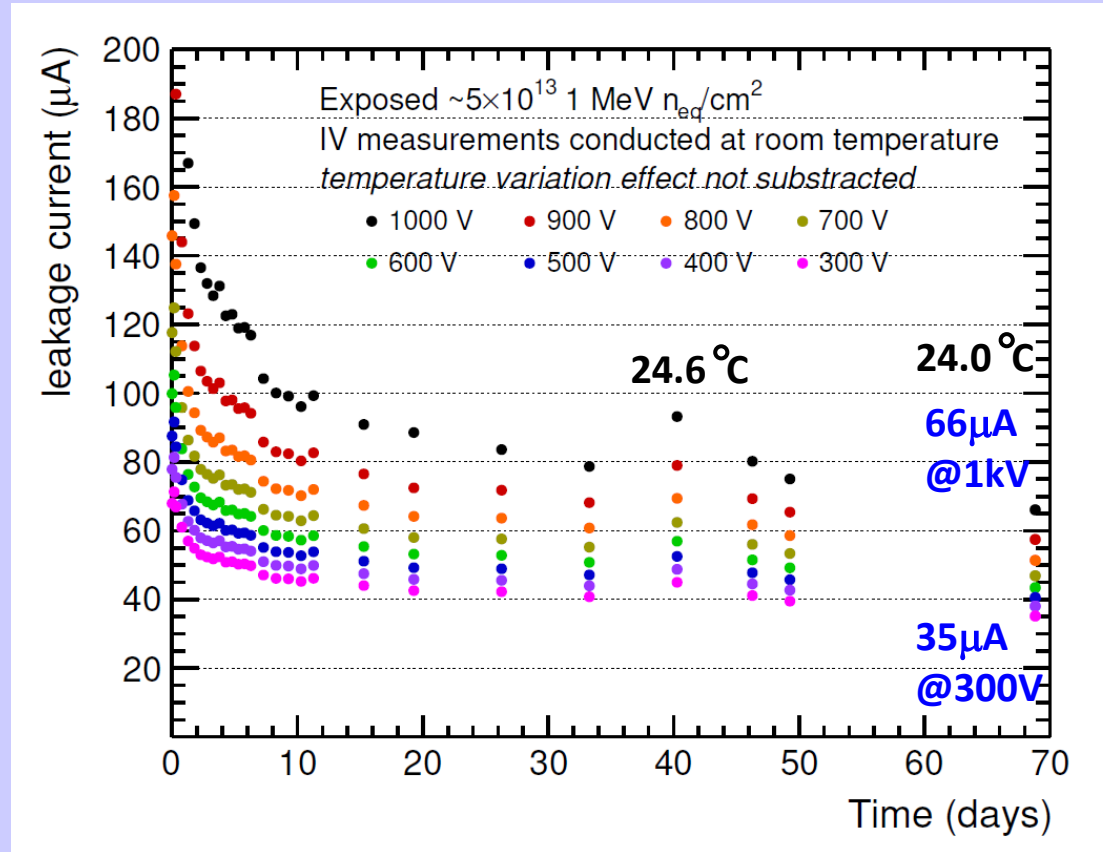 leakage current (μA)
200
180
160
140
120
100
80
60
40
20
Exposed ~5×10¹³ 1 MeV n_eq/cm²
IV measurements conducted at room temperature
temperature variation effect not substracted
1000 V 900 V 800 V 700 V
600 V 500 V 400 V 300 V
24.6 °C
24.0 °C
66μA
@1kV
35μA
@300V
0 10 20 30 40 50 60 70
Time (days)